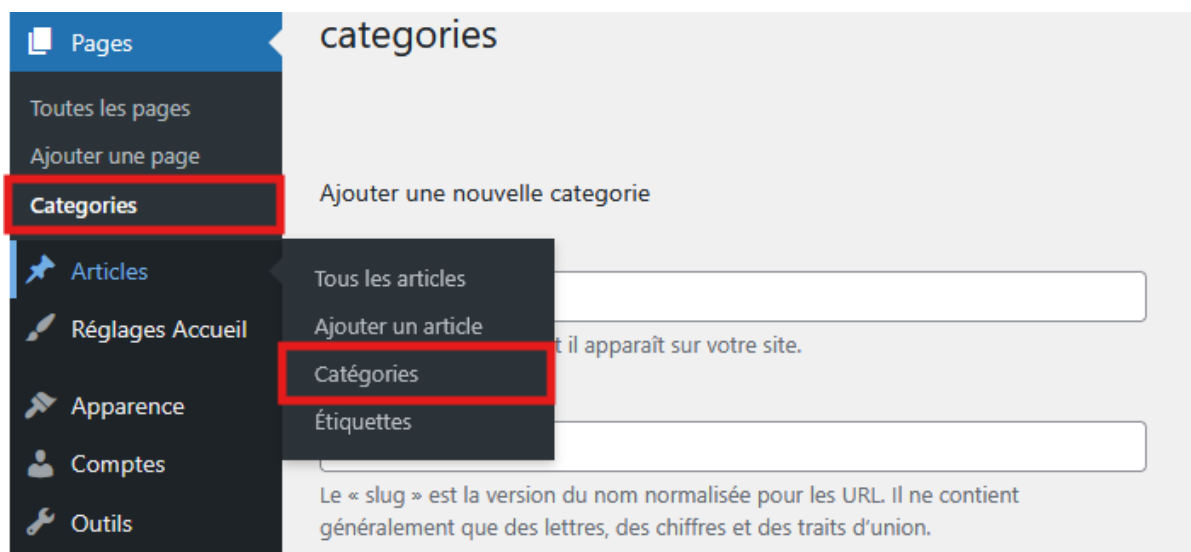 Pages
Toutes les pages
Ajouter une page
Categories
Articles
Réglages Accueil
Apparence
Comptes
Outils
Tous les articles
Ajouter un article
Catégories
Étiquettes
categories
Ajouter une nouvelle categorie
t il apparaît sur votre site.
Le « slug » est la version du nom normalisée pour les URL. Il ne contient
généralement que des lettres, des chiffres et des traits d’union.